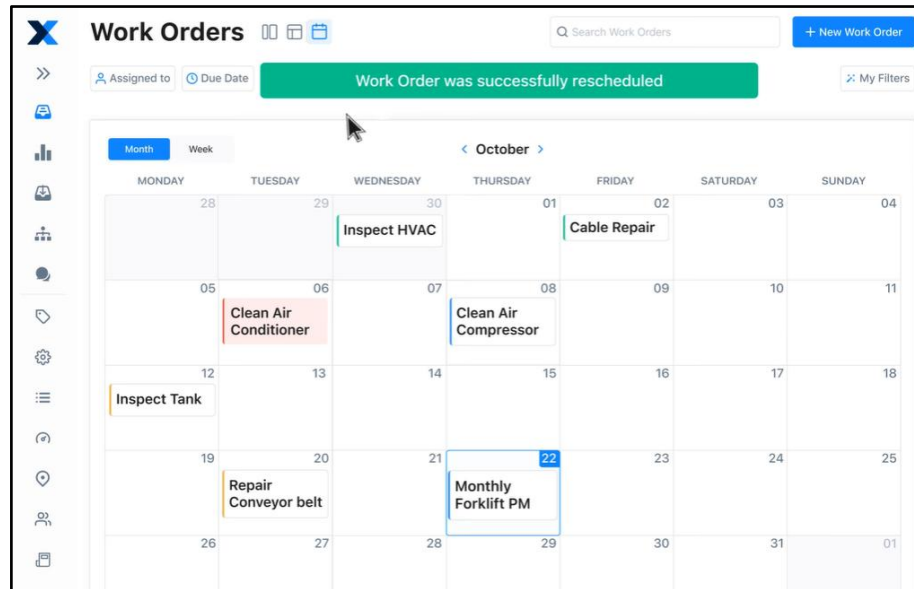 Work Orders
Search Work Orders
+ New Work Order
Assigned to
Due Date
Work Order was successfully rescheduled
My Filters
Month
Week
< October >
MONDAY
TUESDAY
WEDNESDAY
THURSDAY
FRIDAY
SATURDAY
SUNDAY
28
29
30
01
02
03
04
Inspect HVAC
Cable Repair
05
06
07
08
09
10
11
Clean Air
Conditioner
Clean Air
Compressor
12
13
14
15
16
17
18
Inspect Tank
19
20
21
22
23
24
25
Repair
Conveyor belt
Monthly
Forklift PM
26
27
28
29
30
31
01